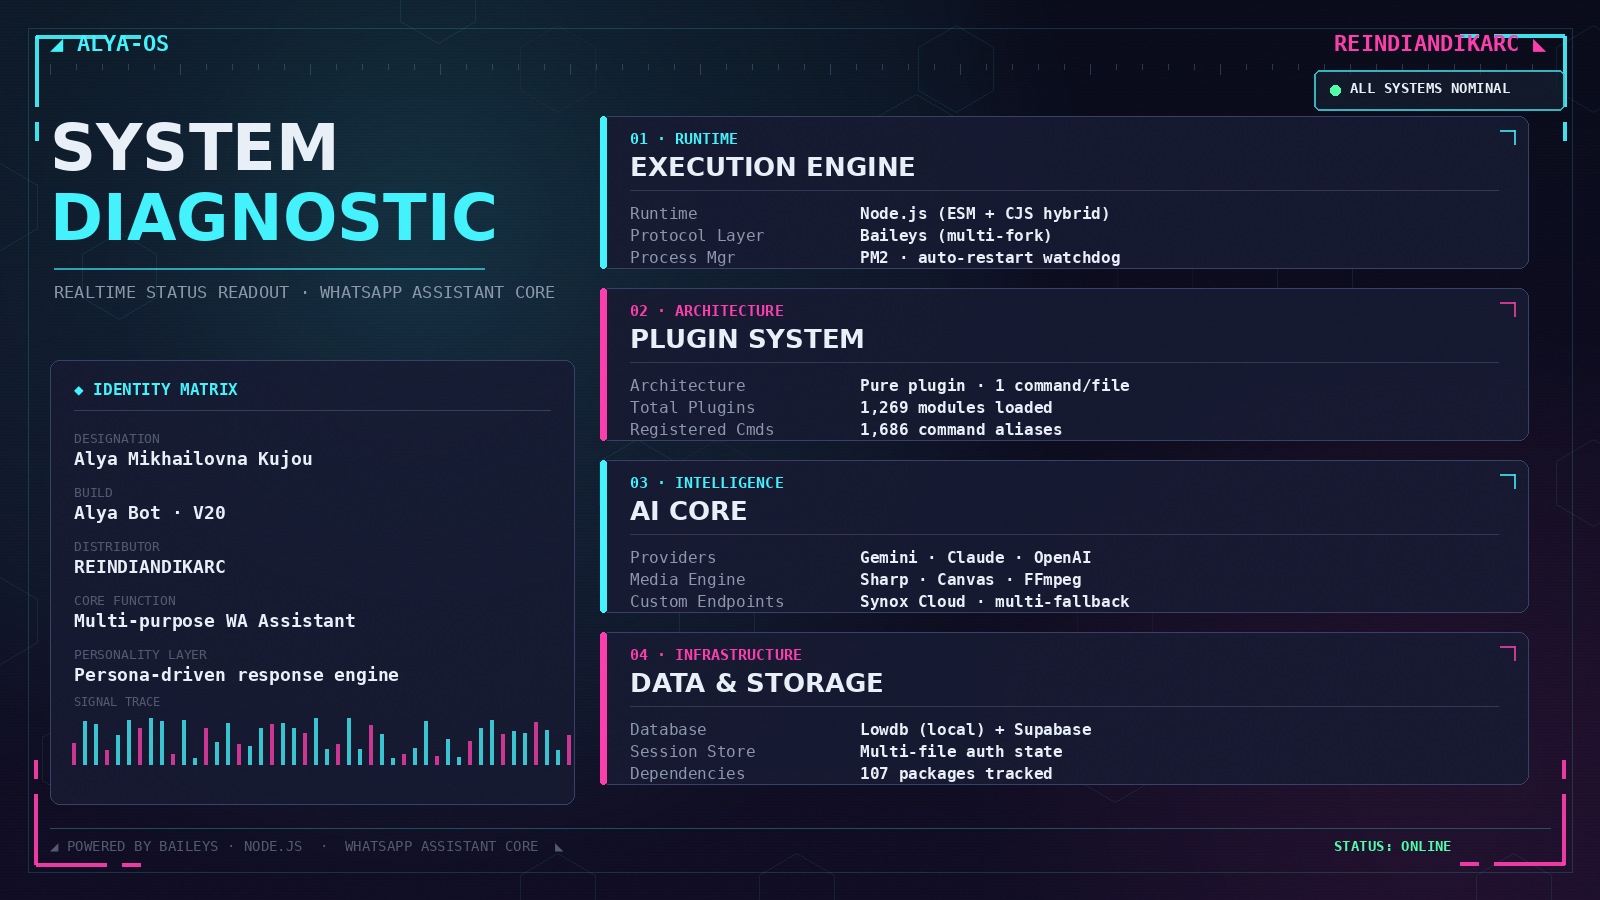 ◢ ALYA-OS
REINDIANDIKARC ◣
ALL SYSTEMS NOMINAL
SYSTEM
DIAGNOSTIC
REALTIME STATUS READOUT · WHATSAPP ASSISTANT CORE
◆ IDENTITY MATRIX
DESIGNATION
Alya Mikhailovna Kujou
BUILD
Alya Bot · V20
DISTRIBUTOR
REINDIANDIKARC
CORE FUNCTION
Multi-purpose WA Assistant
PERSONALITY LAYER
Persona-driven response engine
SIGNAL TRACE
01 · RUNTIME
EXECUTION ENGINE
Runtime Node.js (ESM + CJS hybrid)
Protocol Layer Baileys (multi-fork)
Process Mgr PM2 · auto-restart watchdog
02 · ARCHITECTURE
PLUGIN SYSTEM
Architecture Pure plugin · 1 command/file
Total Plugins 1,269 modules loaded
Registered Cmds 1,686 command aliases
03 · INTELLIGENCE
AI CORE
Providers Gemini · Claude · OpenAI
Media Engine Sharp · Canvas · FFmpeg
Custom Endpoints Synox Cloud · multi-fallback
04 · INFRASTRUCTURE
DATA & STORAGE
Database Lowdb (local) + Supabase
Session Store Multi-file auth state
Dependencies 107 packages tracked
◢ POWERED BY BAILEYS · NODE.JS · WHATSAPP ASSISTANT CORE ◣
STATUS: ONLINE